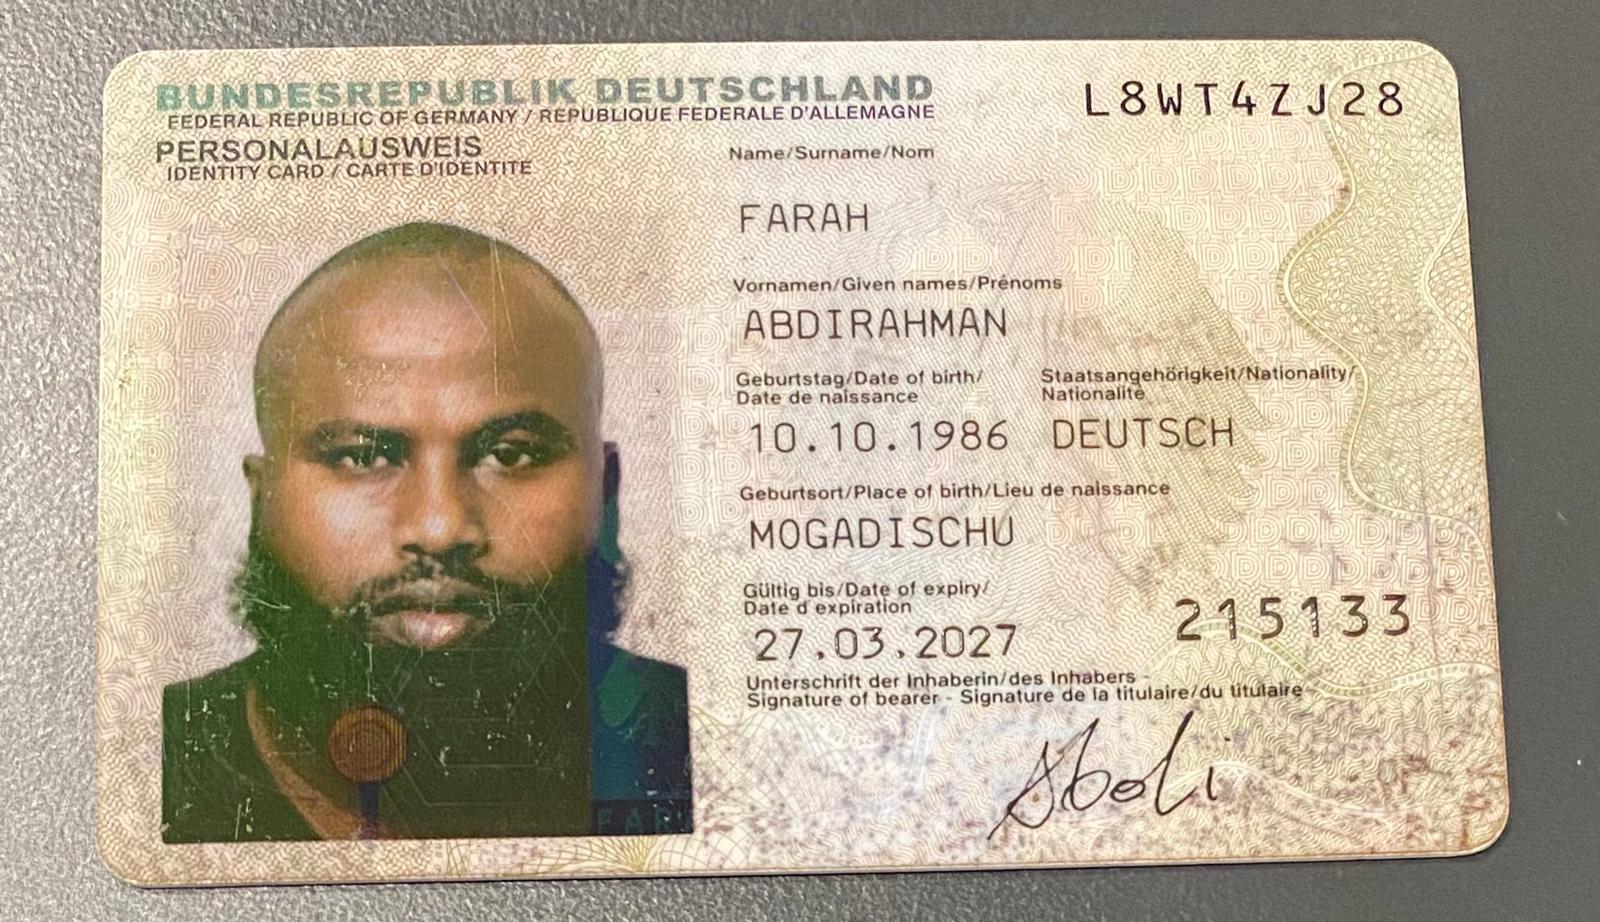 BUNDESREPUBLIK DEUTSCHLAND
FEDERAL REPUBLIC OF GERMANY / REPUBLIQUE FEDERALE D'ALLEMAGNE
PERSONALAUSWEIS
IDENTITY CARD / CARTE D'IDENTITE
L8WT4ZJ28
Name/Surname/Nom
FARAH
Vornamen/Given names/Prénoms
ABDIRAHMAN
Geburtstag/Date of birth/
Date de naissance
Staatsangehörigkeit/Nationality/
Nationalité
10.10.1986 DEUTSCH
Geburtsort/Place of birth/Lieu de naissance
MOGADISCHU
Gültig bis/Date of expiry/
Date d'expiration
27.03.2027
215133
Unterschrift der Inhaberin/des Inhabers -
Signature of bearer - Signature de la titulaire/du titulaire